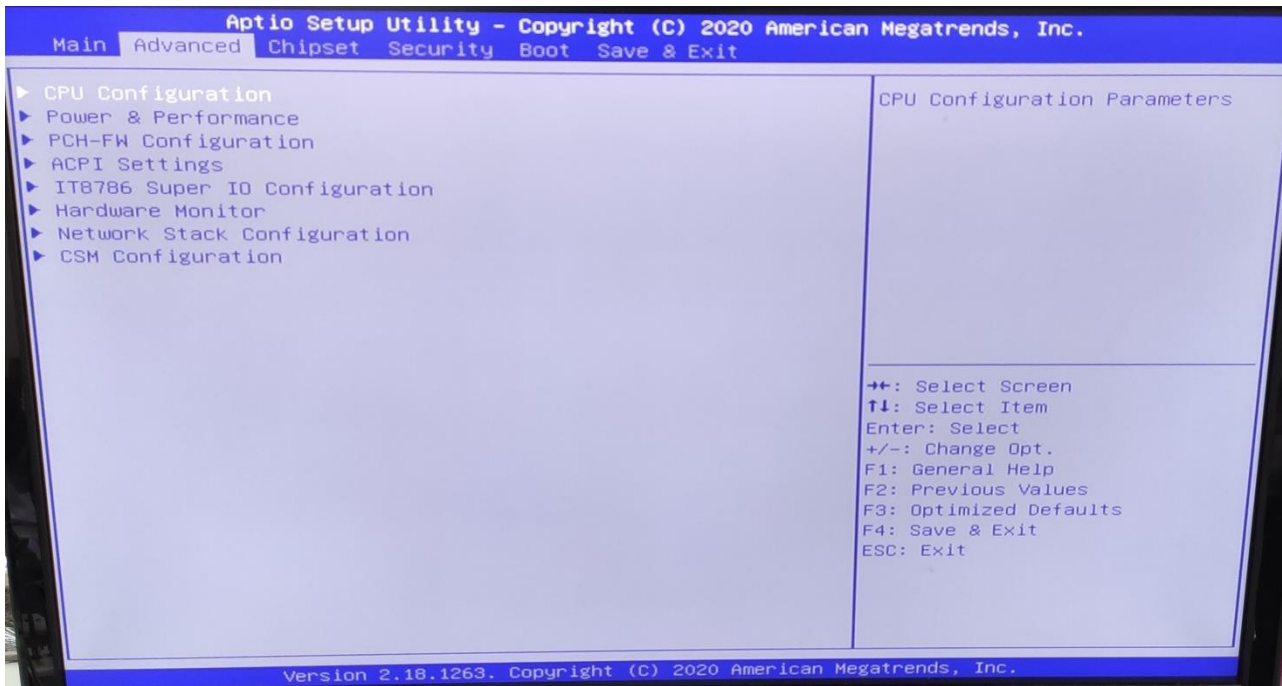 Aptio Setup Utility – Copyright (C) 2020 American Megatrends, Inc.
Main Advanced Chipset Security Boot Save & Exit
▶ CPU Configuration
▶ Power & Performance
▶ PCH-FW Configuration
▶ ACPI Settings
▶ IT8786 Super IO Configuration
▶ Hardware Monitor
▶ Network Stack Configuration
▶ CSM Configuration
CPU Configuration Parameters
→←: Select Screen
↑↓: Select Item
Enter: Select
+/-: Change Opt.
F1: General Help
F2: Previous Values
F3: Optimized Defaults
F4: Save & Exit
ESC: Exit
Version 2.18.1263. Copyright (C) 2020 American Megatrends, Inc.